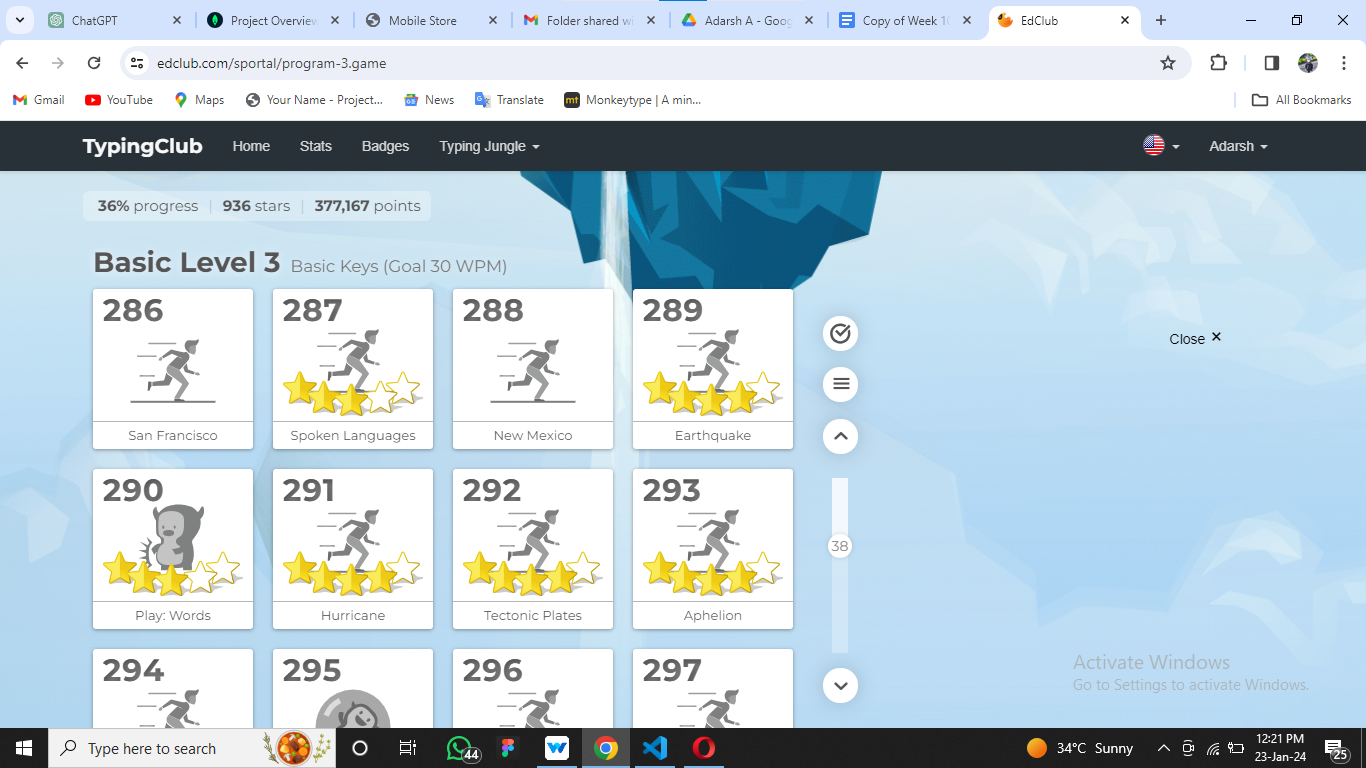 ChatGPT
Project Overview
Mobile Store
Folder shared wi
Adarsh A - Goog
Copy of Week 10
EdClub
edclub.com/sportal/program-3.game
Gmail
YouTube
Maps
Your Name - Project...
News
Translate
mt
Monkeytype | A min...
All Bookmarks
TypingClub
Home
Stats
Badges
Typing Jungle
Adarsh
36% progress | 936 stars | 377,167 points
Basic Level 3 Basic Keys (Goal 30 WPM)
286
San Francisco
287
Spoken Languages
288
New Mexico
289
Earthquake
290
Play: Words
291
Hurricane
292
Tectonic Plates
293
Aphelion
294
295
296
297
38
Close ×
Activate Windows
Go to Settings to activate Windows.
Type here to search
44
W
34°C Sunny
12:21 PM
23-Jan-24
25